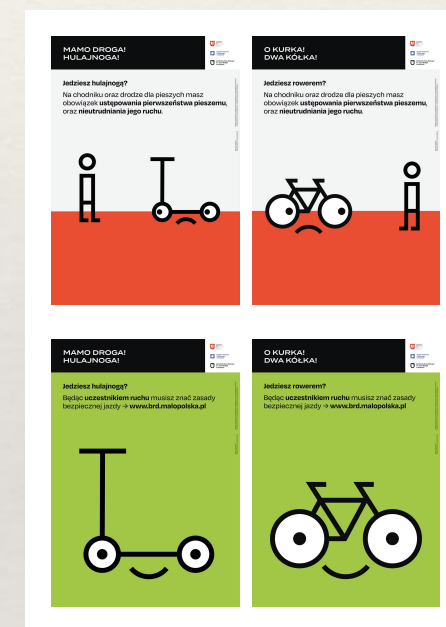 MAMO DROGA!
HULAJNOGA!
Jedziesz hulajnogą?
Na chodniku oraz drodze dla pieszych masz
obowiązek ustępowania pierwszeństwa pieszemu,
oraz nieutrudniania jego ruchu.
O KURKA!
DWA KÓŁKA!
Jedziesz rowerem?
Na chodniku oraz drodze dla pieszych masz
obowiązek ustępowania pierwszeństwa pieszemu,
oraz nieutrudniania jego ruchu.
MAMO DROGA!
HULAJNOGA!
Jedziesz hulajnogą?
Będąc uczestnikiem ruchu musisz znać zasady
bezpiecznej jazdy → www.brd.malopolska.pl
O KURKA!
DWA KÓŁKA!
Jedziesz rowerem?
Będąc uczestnikiem ruchu musisz znać zasady
bezpiecznej jazdy → www.brd.malopolska.pl